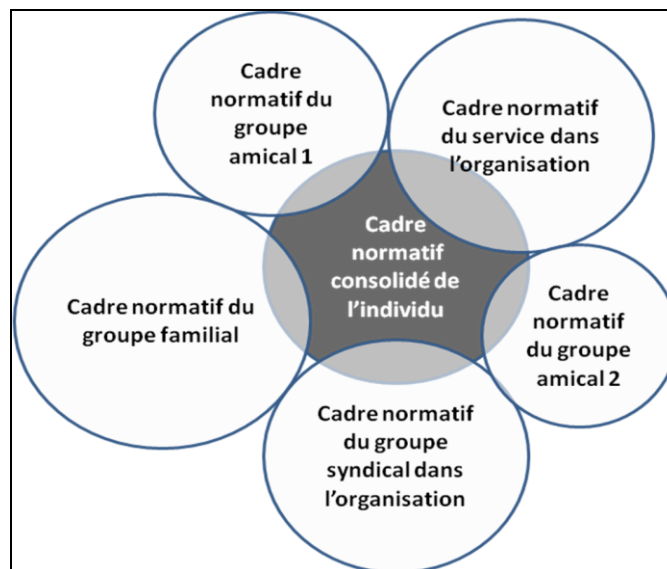 Cadre
normatif du
groupe
amical 1
Cadre normatif
du service dans
l'organisation
Cadre
normatif
consolidé de
l'individu
Cadre normatif du
groupe familial
Cadre
normatif
du groupe
amical 2
Cadre normatif
du groupe
syndical dans
l'organisation